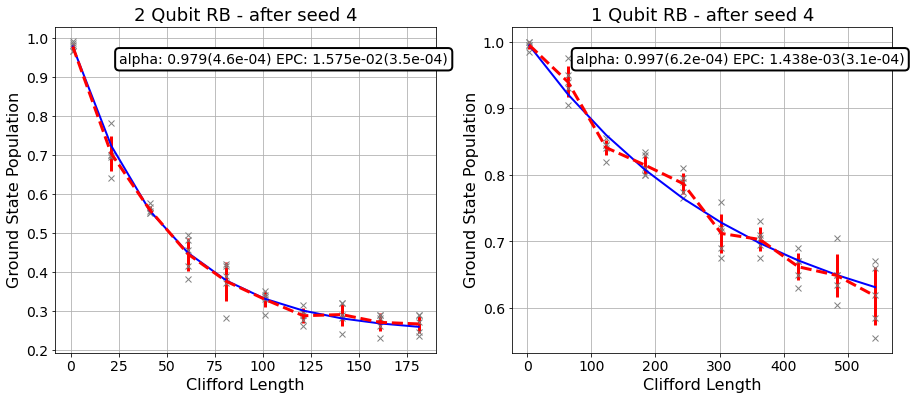 2 Qubit RB - after seed 4
alpha: 0.979(4.6e-04) EPC: 1.575e-02(3.5e-04)
Ground State Population
1.0
0.9
0.8
0.7
0.6
0.5
0.4
0.3
0.2
0 25 50 75 100 125 150 175
Clifford Length
1 Qubit RB - after seed 4
alpha: 0.997(6.2e-04) EPC: 1.438e-03(3.1e-04)
Ground State Population
1.0
0.9
0.8
0.7
0.6
0 100 200 300 400 500
Clifford Length